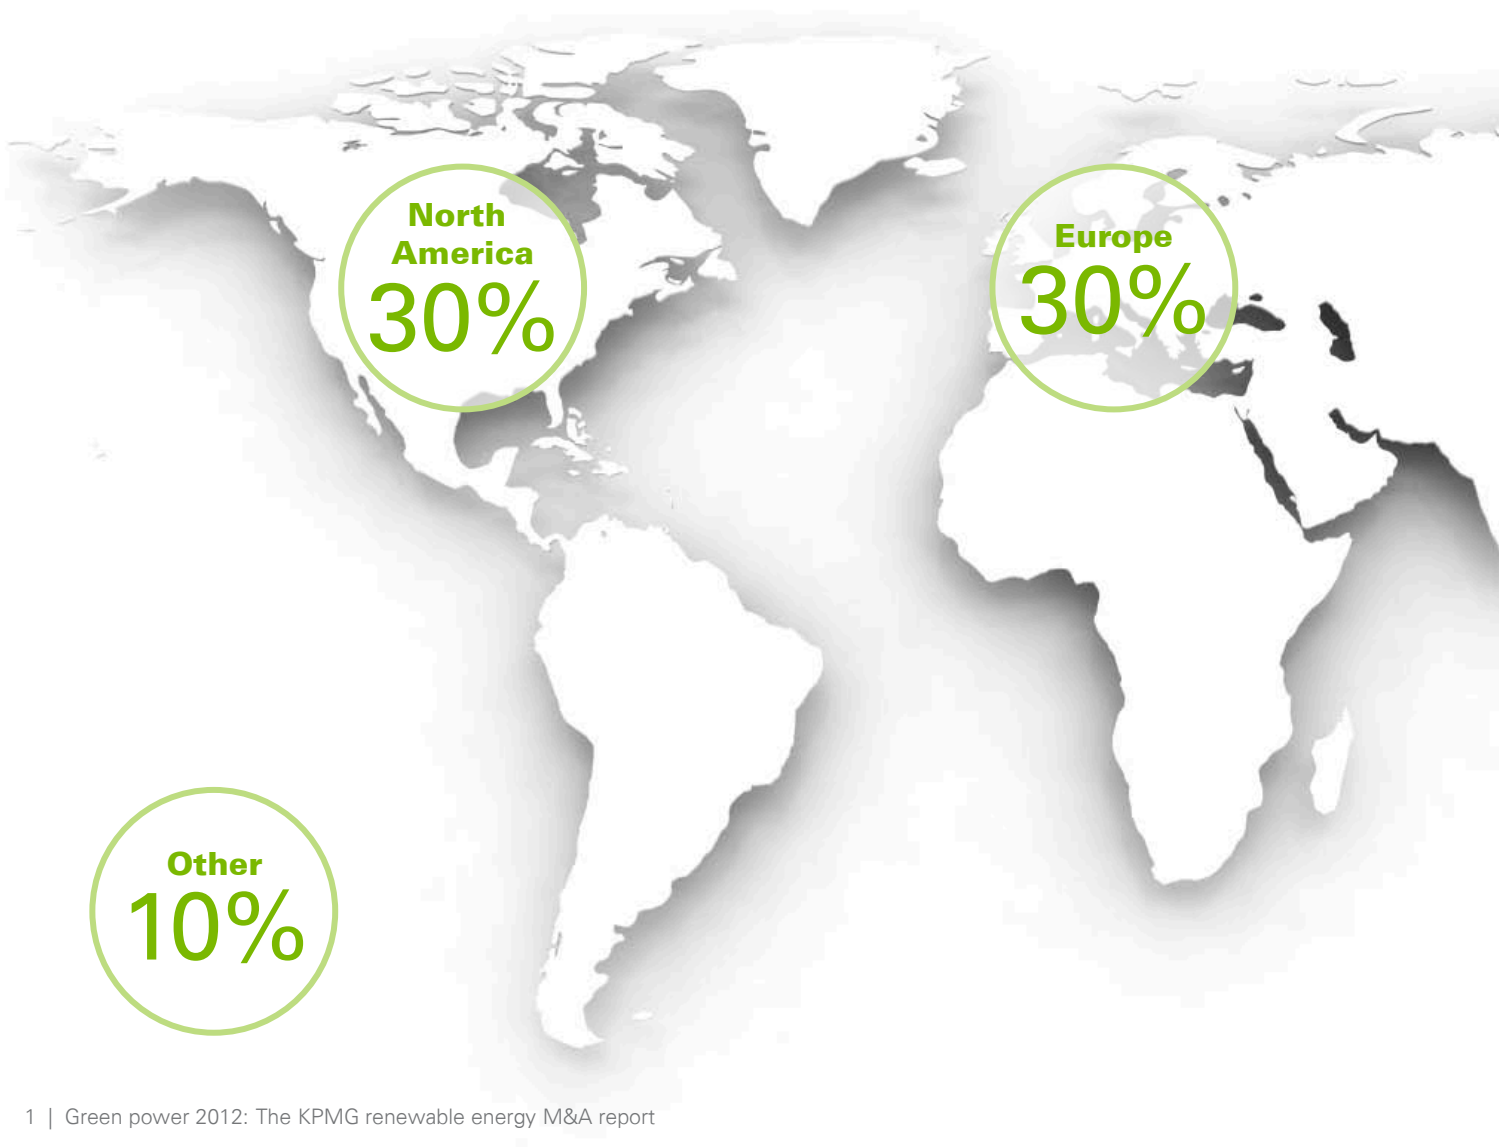 North
America
30%
Europe
30%
Other
10%
1 | Green power 2012: The KPMG renewable energy M&A report